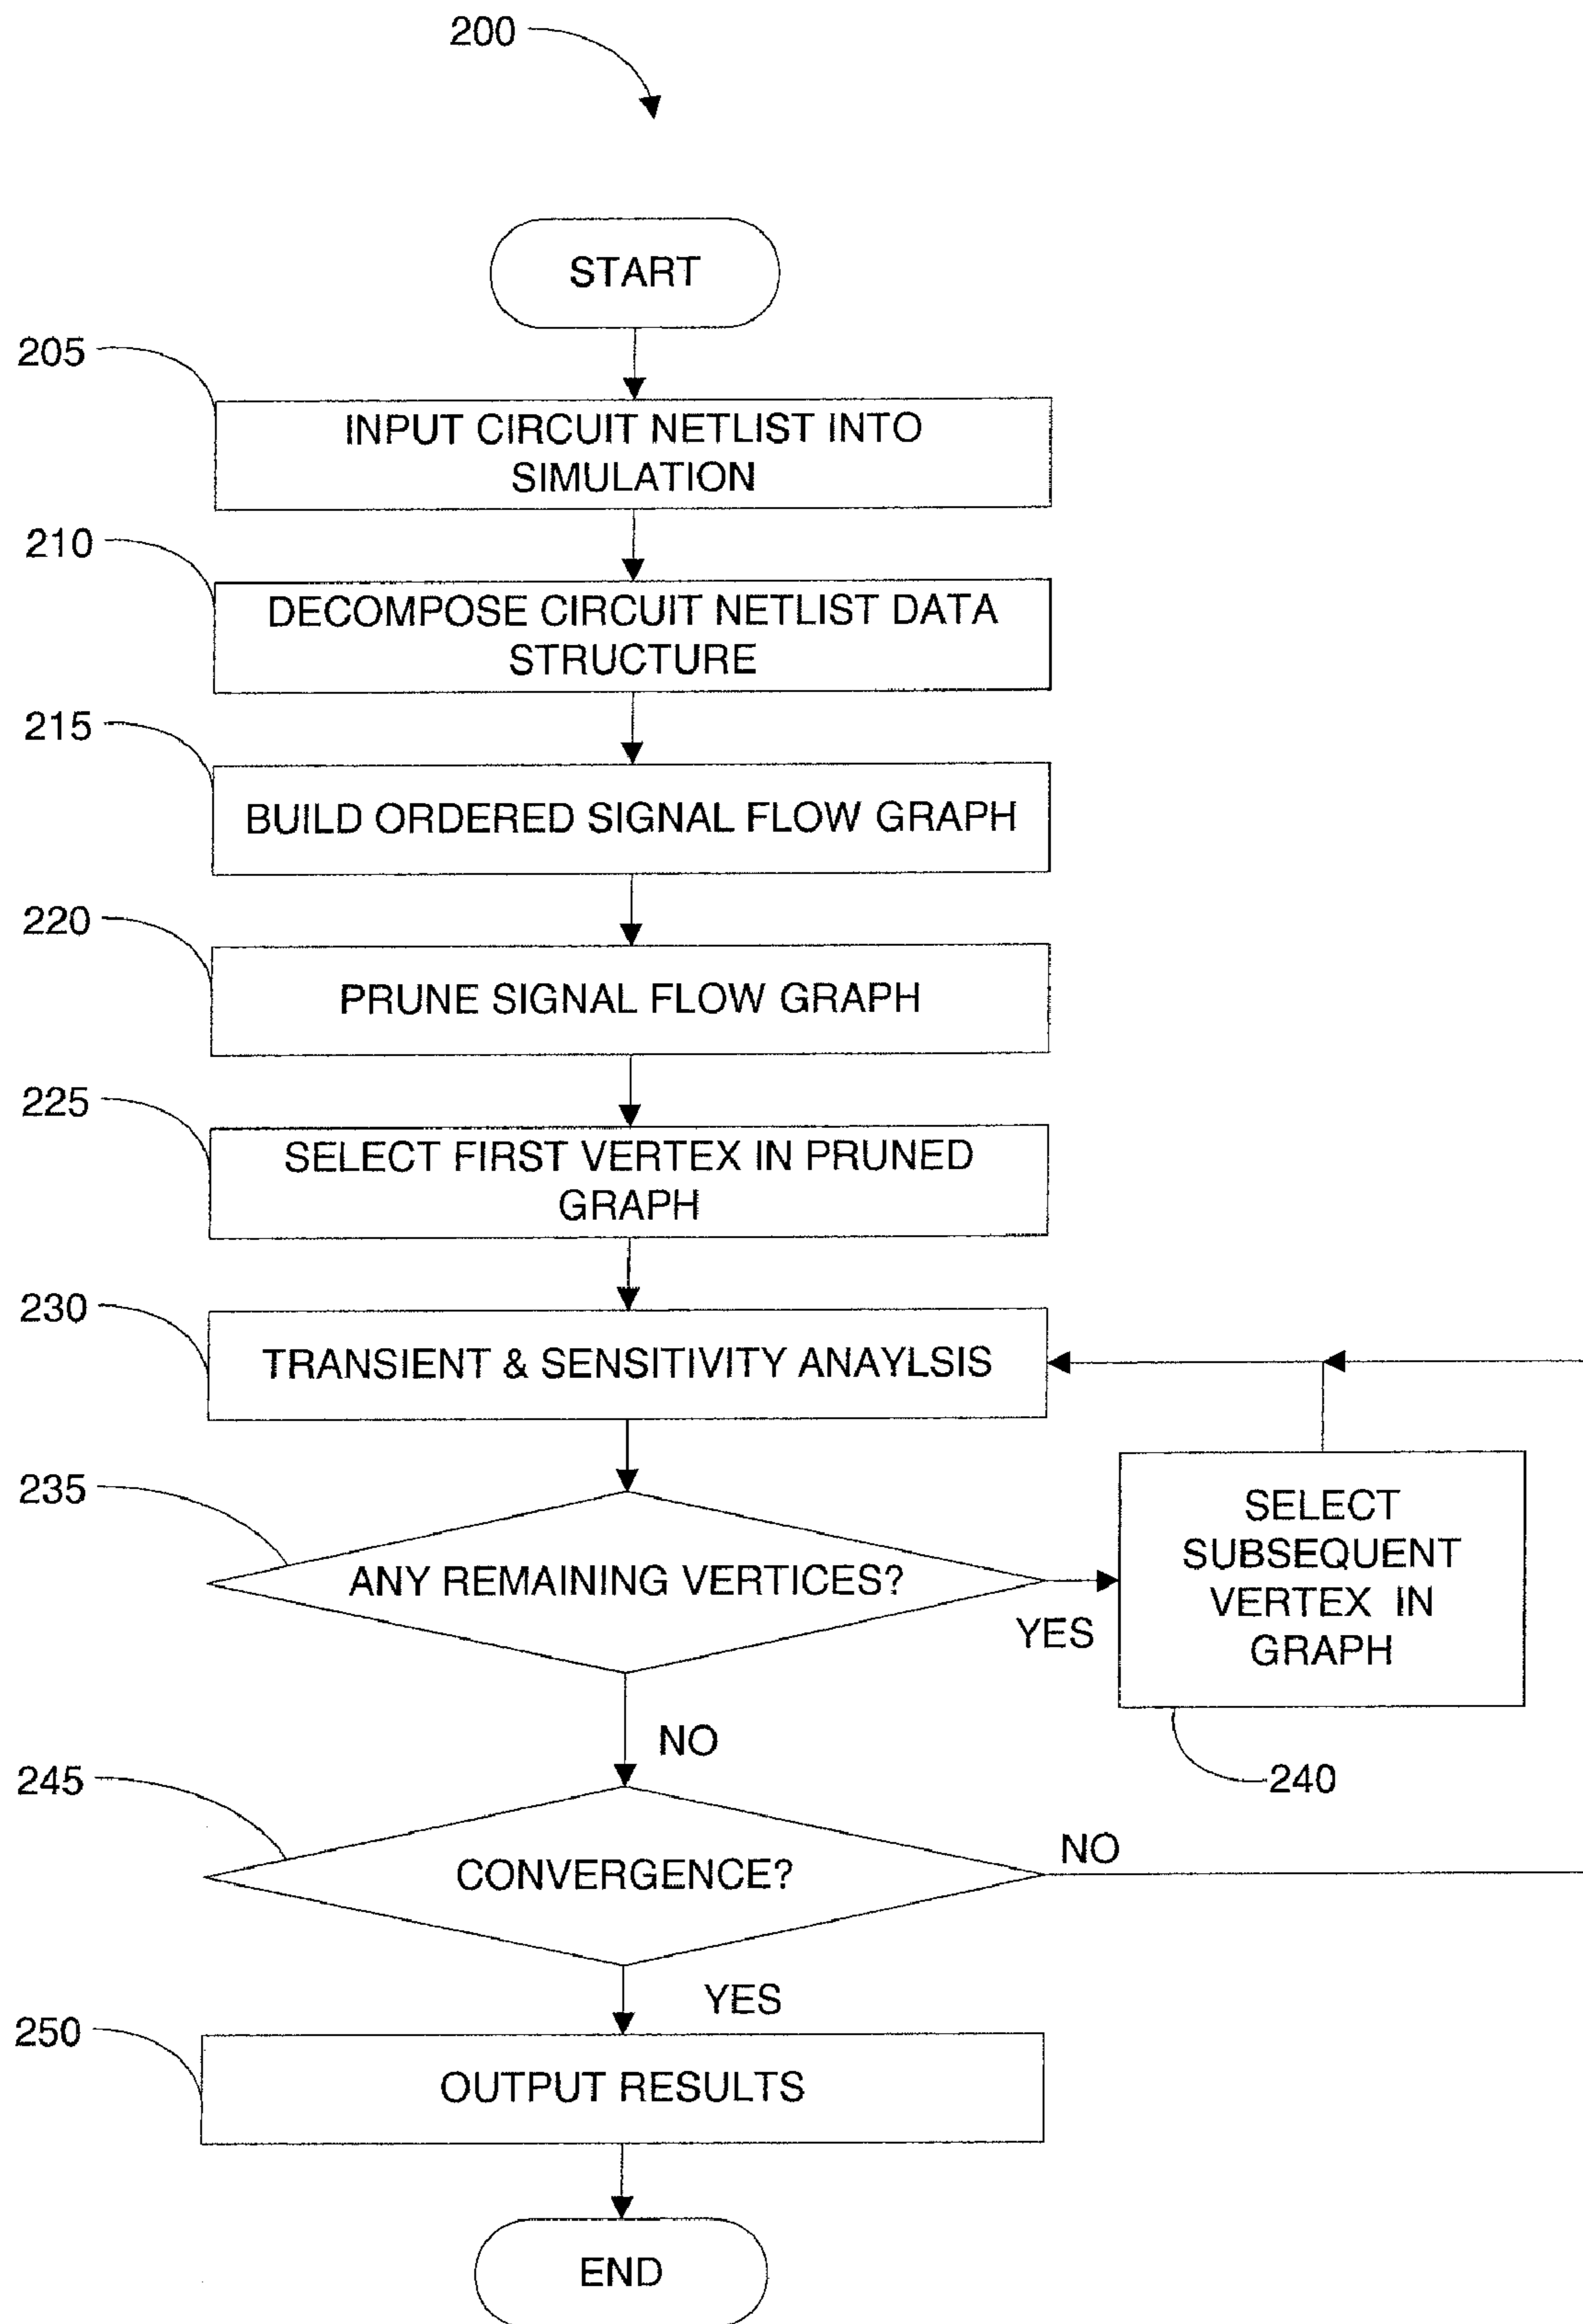 200
START
205
INPUT CIRCUIT NETLIST INTO
SIMULATION
210
DECOMPOSE CIRCUIT NETLIST DATA
STRUCTURE
215
BUILD ORDERED SIGNAL FLOW GRAPH
220
PRUNE SIGNAL FLOW GRAPH
225
SELECT FIRST VERTEX IN PRUNED
GRAPH
230
TRANSIENT & SENSITIVITY ANAYLSIS
235
ANY REMAINING VERTICES?
YES
SELECT
SUBSEQUENT
VERTEX IN
GRAPH
240
NO
245
CONVERGENCE?
NO
YES
250
OUTPUT RESULTS
END